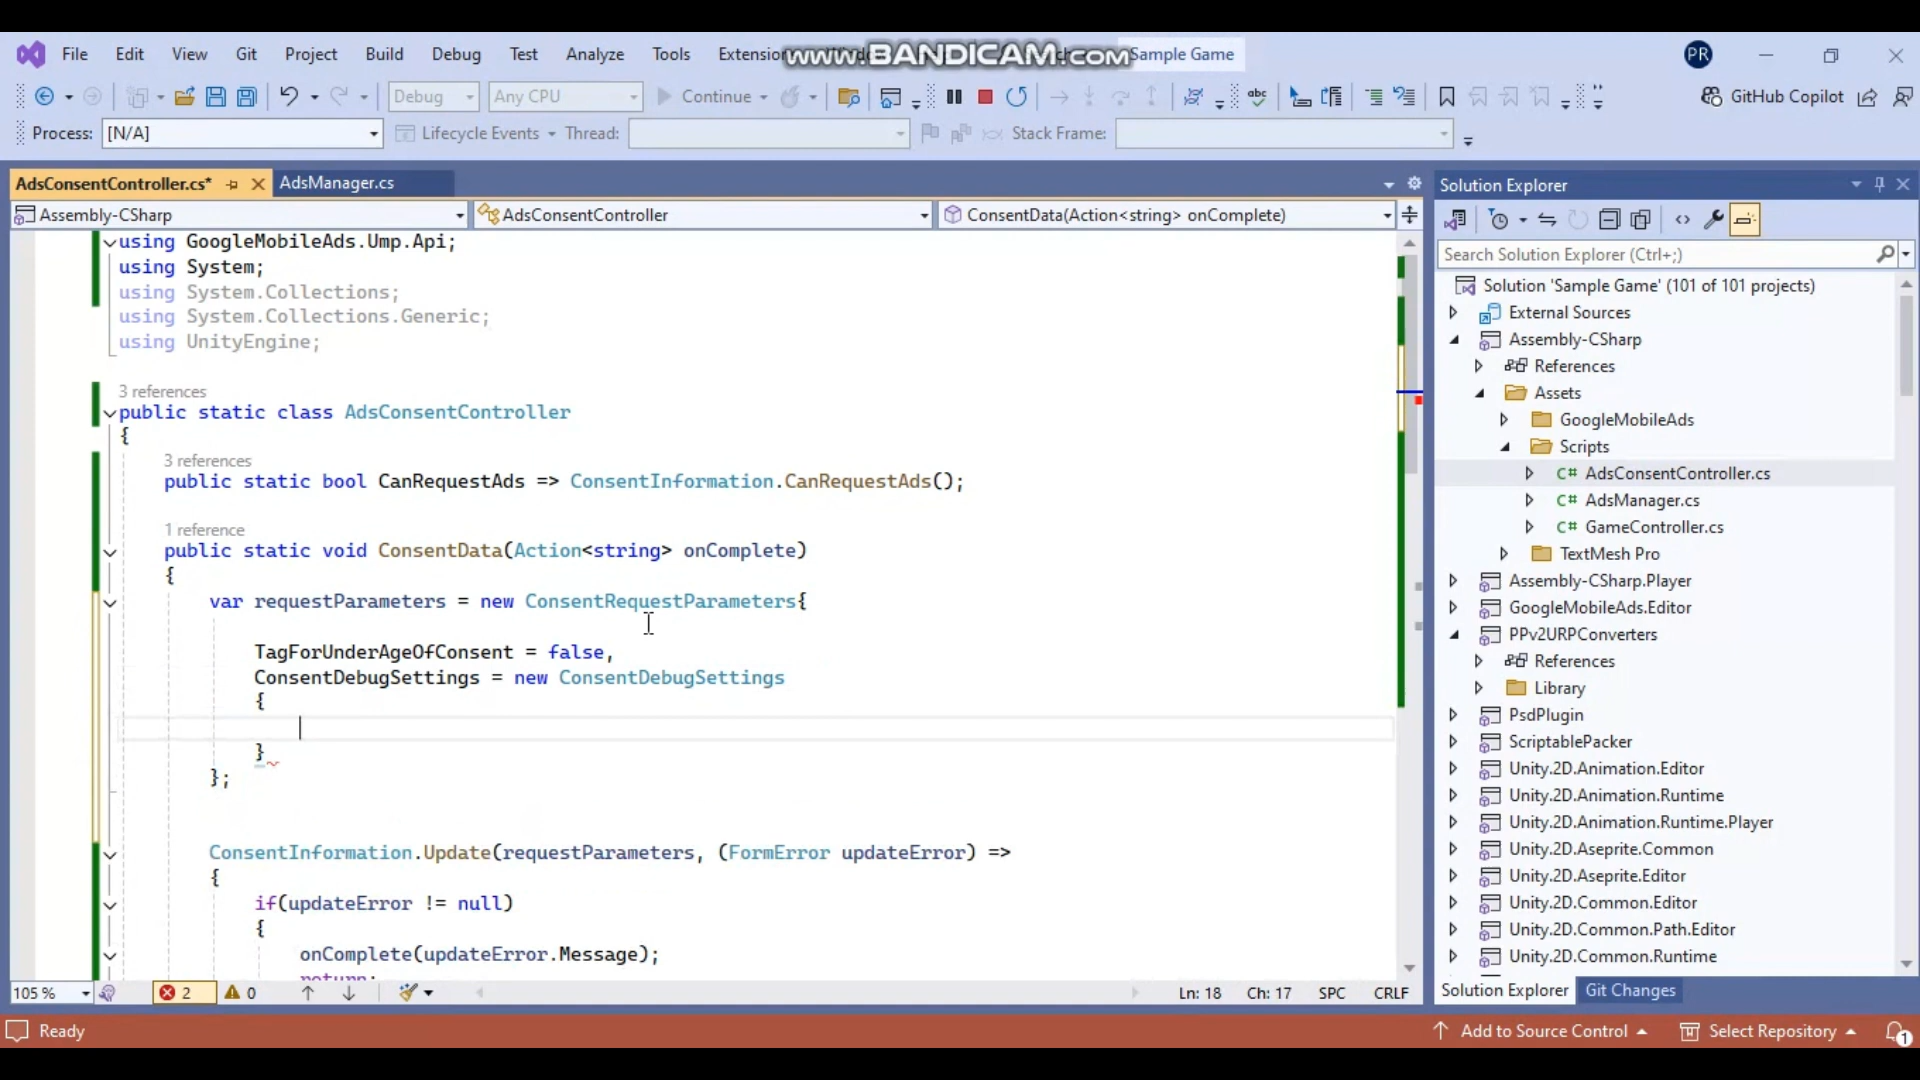 File Edit View Git Project Build Debug Test Analyze Tools Extension Sample Game PR
www.BANDICAM.com
Debug Any CPU Continue GitHub Copilot
Process: [N/A] Lifecycle Events Thread: Stack Frame:
AdsConsentController.cs* AdsManager.cs
Assembly-CSharp AdsConsentController ConsentData(Action<string> onComplete)
using GoogleMobileAds.Ump.Api;
using System;
using System.Collections;
using System.Collections.Generic;
using UnityEngine;
3 references
public static class AdsConsentController
{
3 references
public static bool CanRequestAds => ConsentInformation.CanRequestAds();
1 reference
public static void ConsentData(Action<string> onComplete)
{
var requestParameters = new ConsentRequestParameters{
TagForUnderAgeOfConsent = false,
ConsentDebugSettings = new ConsentDebugSettings
{
}
};
ConsentInformation.Update(requestParameters, (FormError updateError) =>
{
if(updateError != null)
{
onComplete(updateError.Message);
return;
105 % 2 0 Ln: 18 Ch: 17 SPC CRLF
Solution Explorer
Search Solution Explorer (Ctrl+;)
Solution 'Sample Game' (101 of 101 projects)
External Sources
Assembly-CSharp
References
Assets
GoogleMobileAds
Scripts
C# AdsConsentController.cs
C# AdsManager.cs
C# GameController.cs
TextMesh Pro
Assembly-CSharp.Player
GoogleMobileAds.Editor
PPv2URPConverters
References
Library
PsdPlugin
ScriptablePacker
Unity.2D.Animation.Editor
Unity.2D.Animation.Runtime
Unity.2D.Animation.Runtime.Player
Unity.2D.Aseprite.Common
Unity.2D.Aseprite.Editor
Unity.2D.Common.Editor
Unity.2D.Common.Path.Editor
Unity.2D.Common.Runtime
Solution Explorer Git Changes
Ready Add to Source Control Select Repository 1